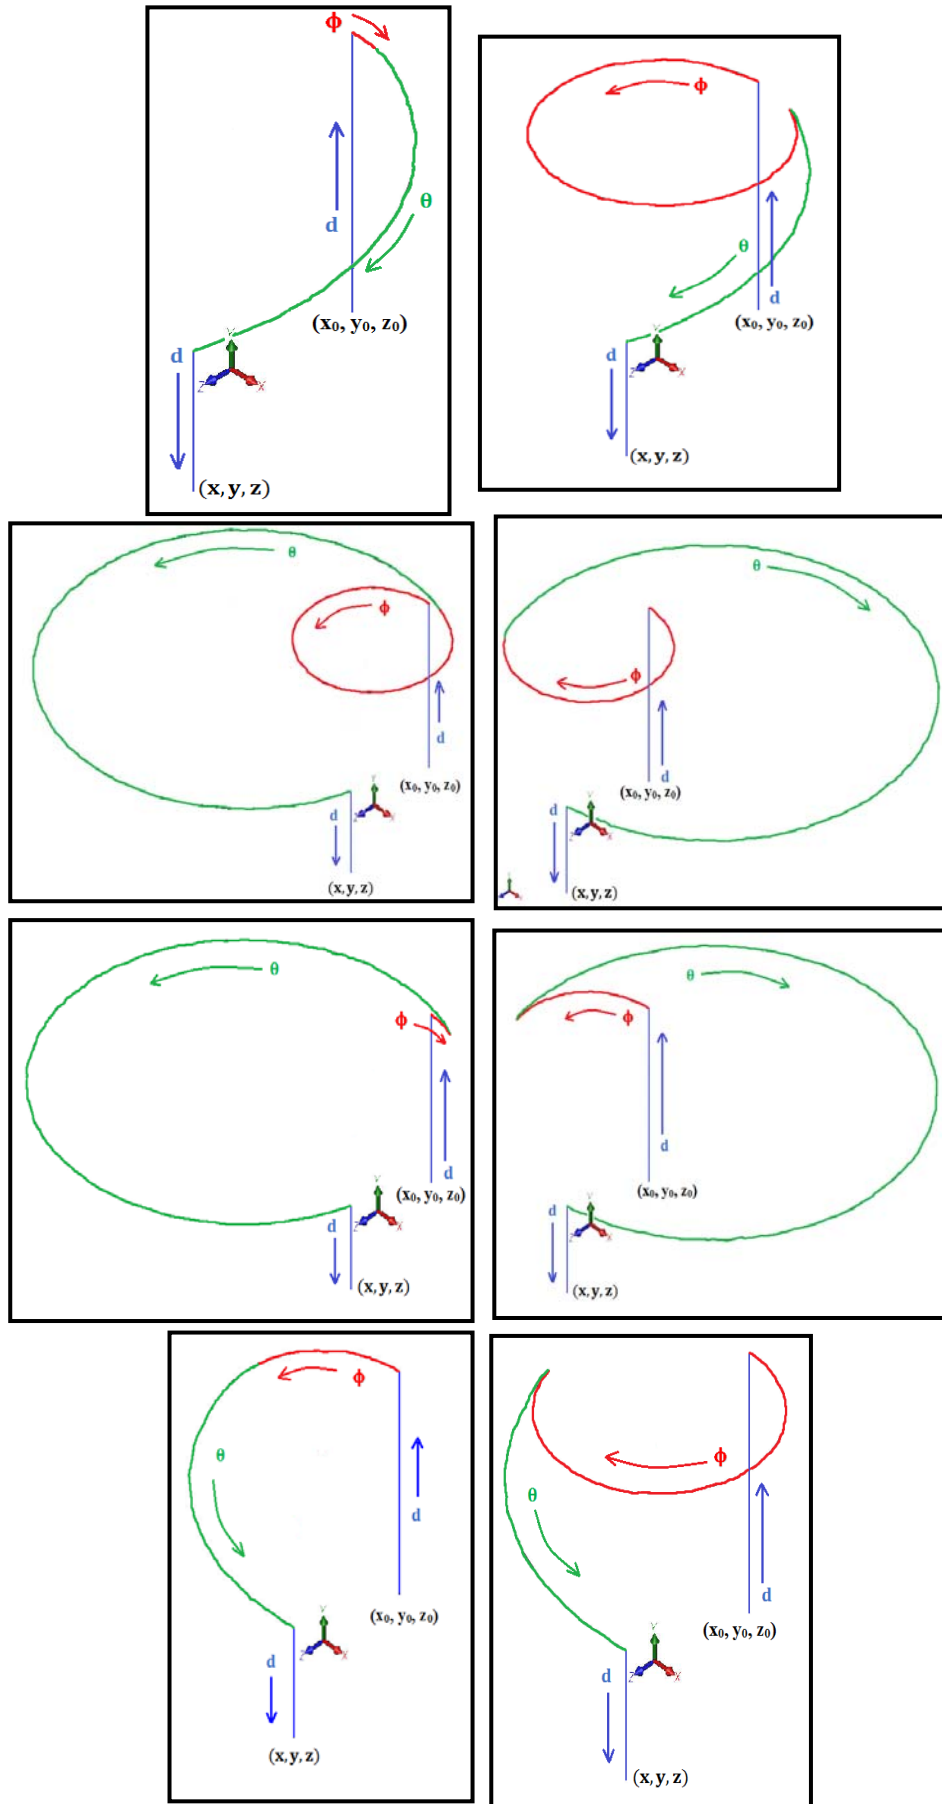 ϕ
d
θ
(x₀, y₀, z₀)
Y
d
Z
X
(x, y, z)
ϕ
θ
d
(x₀, y₀, z₀)
Y
d
Z
X
(x, y, z)
θ
ϕ
d
(x₀, y₀, z₀)
Y
d
Z
X
(x, y, z)
θ
ϕ
d
(x₀, y₀, z₀)
Y
d
X
(x, y, z)
θ
ϕ
d
(x₀, y₀, z₀)
Y
d
Z
X
(x, y, z)
θ
ϕ
d
(x₀, y₀, z₀)
Y
d
Z
X
(x, y, z)
ϕ
θ
d
(x₀, y₀, z₀)
Y
d
Z
X
(x, y, z)
ϕ
θ
d
(x₀, y₀, z₀)
Y
d
Z
X
(x, y, z)